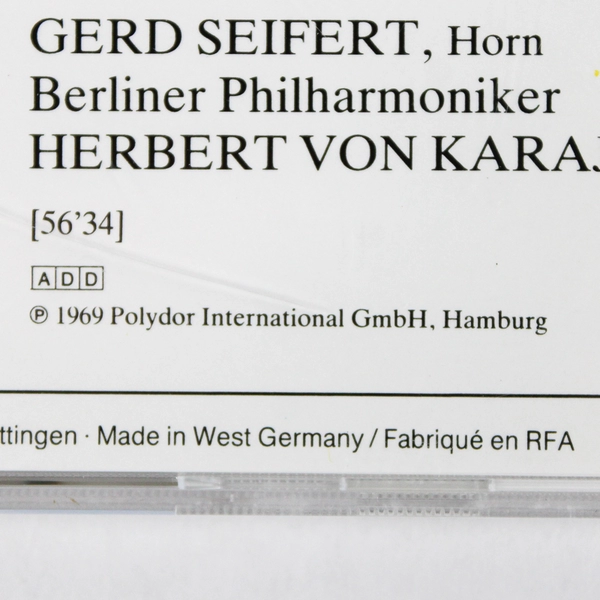 GERD SEIFERT, Horn
Berliner Philharmoniker
HERBERT VON KARAJ
[56’34]
ADD
℗ 1969 Polydor International GmbH, Hamburg
ttingen · Made in West Germany / Fabriqué en RFA